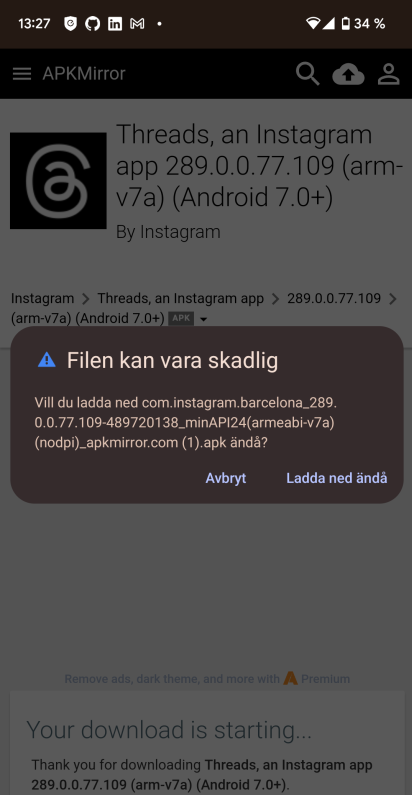 13:27 34 %
APKMirror
Threads, an Instagram
app 289.0.0.77.109 (arm-
v7a) (Android 7.0+)
By Instagram
Instagram > Threads, an Instagram app > 289.0.0.77.109 >
(arm-v7a) (Android 7.0+) APK
Filen kan vara skadlig
Vill du ladda ned com.instagram.barcelona_289.
0.0.77.109-489720138_minAPI24(armeabi-v7a)
(nodpi)_apkmirror.com (1).apk ändå?
Avbryt Ladda ned ändå
Remove ads, dark theme, and more with Premium
Your download is starting...
Thank you for downloading Threads, an Instagram app
289.0.0.77.109 (arm-v7a) (Android 7.0+).